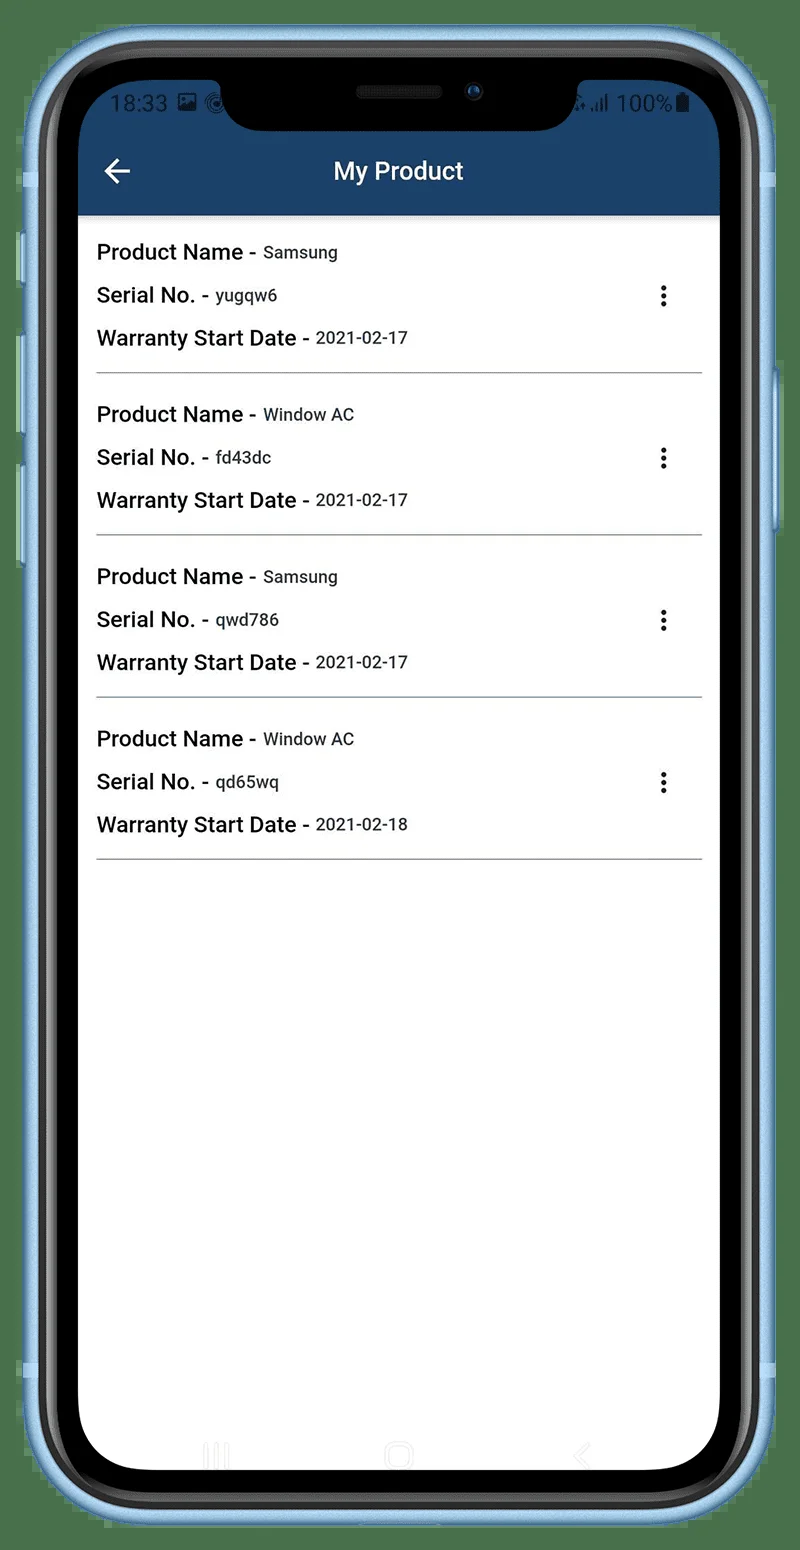 18:33 100%
My Product
Product Name - Samsung
Serial No. - yugqw6
Warranty Start Date - 2021-02-17
Product Name - Window AC
Serial No. - fd43dc
Warranty Start Date - 2021-02-17
Product Name - Samsung
Serial No. - qwd786
Warranty Start Date - 2021-02-17
Product Name - Window AC
Serial No. - qd65wq
Warranty Start Date - 2021-02-18